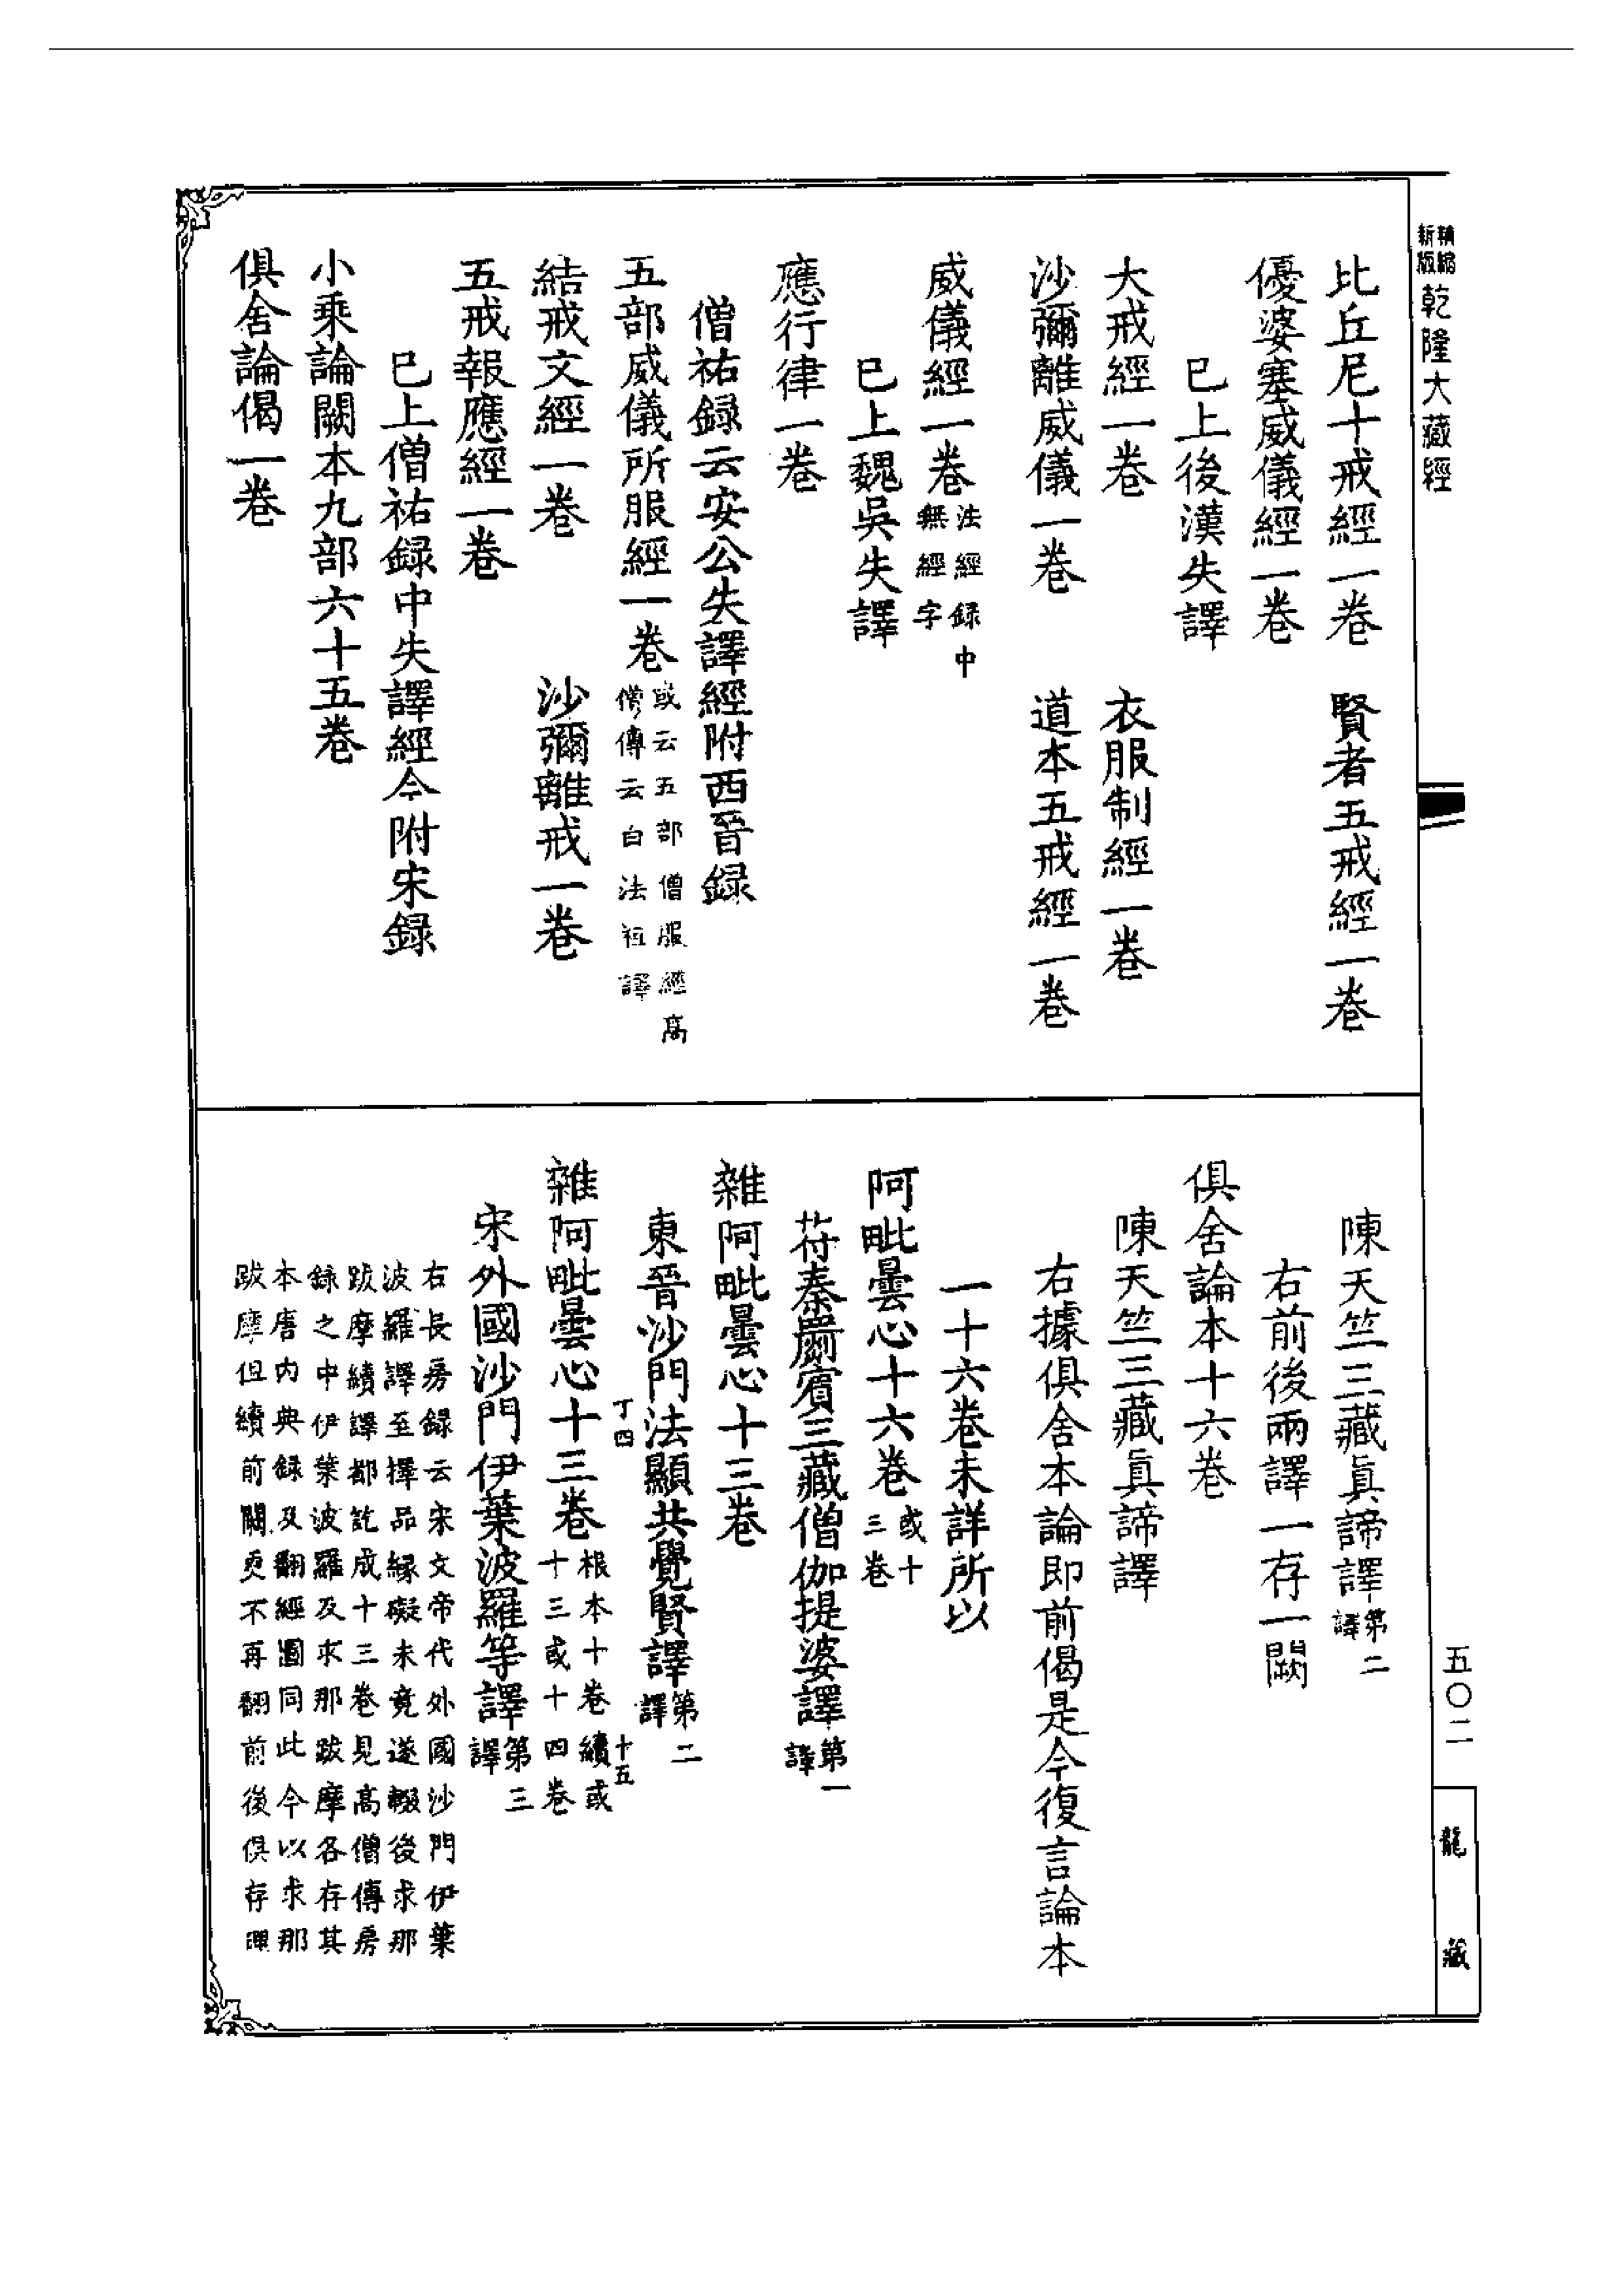 新版精縮
乾隆大藏經
比丘尼十戒經一卷　賢者五戒經一卷
優婆塞威儀經一卷
巳上後漢失譯
大戒經一卷　衣服制經一卷
沙彌離威儀一卷　道本五戒經一卷
威儀經一卷法經録中無經字
巳上魏吳失譯
應行律一卷
僧祐録云安公失譯經附西晉録
五部威儀所服經一卷或云五部僧服經高僧傳云白法祖譯
結戒文經一卷　沙彌離戒一卷
五戒報應經一卷
巳上僧祐録中失譯經今附宋録
小乘論闕本九部六十五卷
俱舍論偈一卷
陳天竺三藏眞諦譯第二譯
右前後兩譯一存一闕
俱舍論本十六卷
陳天竺三藏眞諦譯
右據俱舍本論即前偈是今復言論本
一十六卷未詳所以
阿毗曇心十六卷或十三卷
苻秦罽賓三藏僧伽提婆譯第一譯
雜阿毗曇心十三卷
東晉沙門法顯共覺賢譯第二譯
丁四
十五
雜阿毗曇心十三卷根本十卷續或十三或十四卷
宋外國沙門伊葉波羅等譯第三譯
右長房録云宋文帝代外國沙門伊葉
波羅譯至擇品緣礙未竟遂輟後求那
跋摩續譯都訖成十三卷見高僧傳房
録之中伊葉波羅及求那跋摩各存其
本唐内典録及翻經圖同此今以求那
跋摩但續前闕更不再翻前後俱存理
五〇二
龍藏